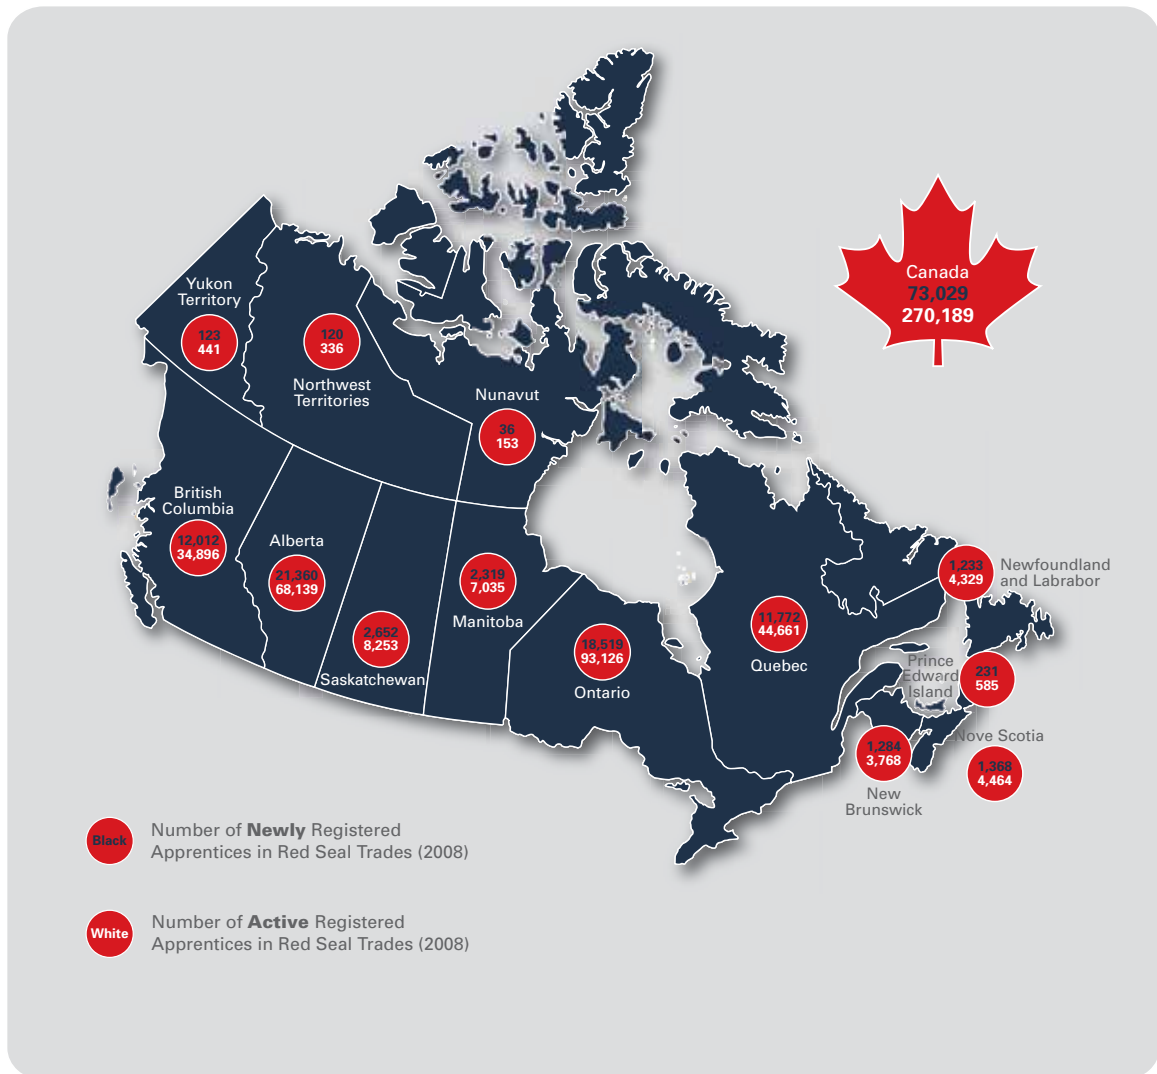 Canada
73,029
270,189
Yukon
Territory
123
441
120
336
Northwest
Territories
Nunavut
36
153
British
Columbia
12,012
34,896
Alberta
21,360
68,139
2,652
8,253
Saskatchewan
2,319
7,035
Manitoba
18,519
93,126
Ontario
11,772
44,661
Quebec
1,233
4,329
Newfoundland
and Labrabor
Prince
Edward
Island
231
585
Nove Scotia
1,368
4,464
1,284
3,768
New
Brunswick
Black
Number of Newly Registered
Apprentices in Red Seal Trades (2008)
White
Number of Active Registered
Apprentices in Red Seal Trades (2008)